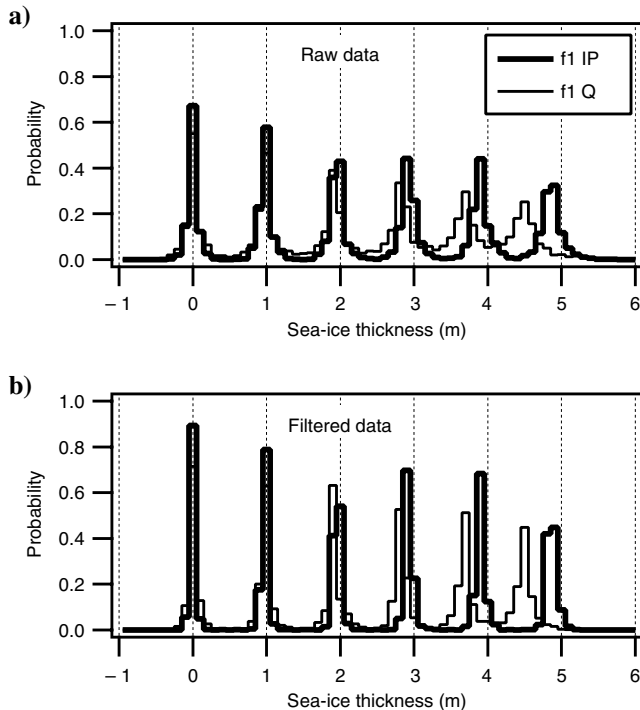 a)
1.0
0.8
0.6
0.4
0.2
0.0
Probability
Raw data
f1 IP
f1 Q
– 1 0 1 2 3 4 5 6
Sea-ice thickness (m)
b)
1.0
0.8
0.6
0.4
0.2
0.0
Probability
Filtered data
– 1 0 1 2 3 4 5 6
Sea-ice thickness (m)